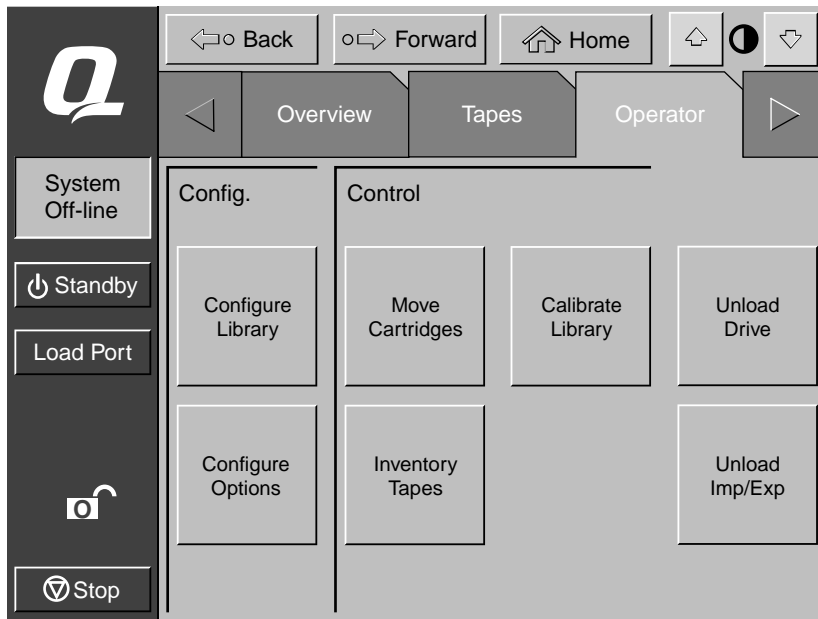 Q
Back
Forward
Home
Overview
Tapes
Operator
System
Off-line
Standby
Load Port
O
Stop
Config.
Control
Configure
Library
Move
Cartridges
Calibrate
Library
Unload
Drive
Configure
Options
Inventory
Tapes
Unload
Imp/Exp